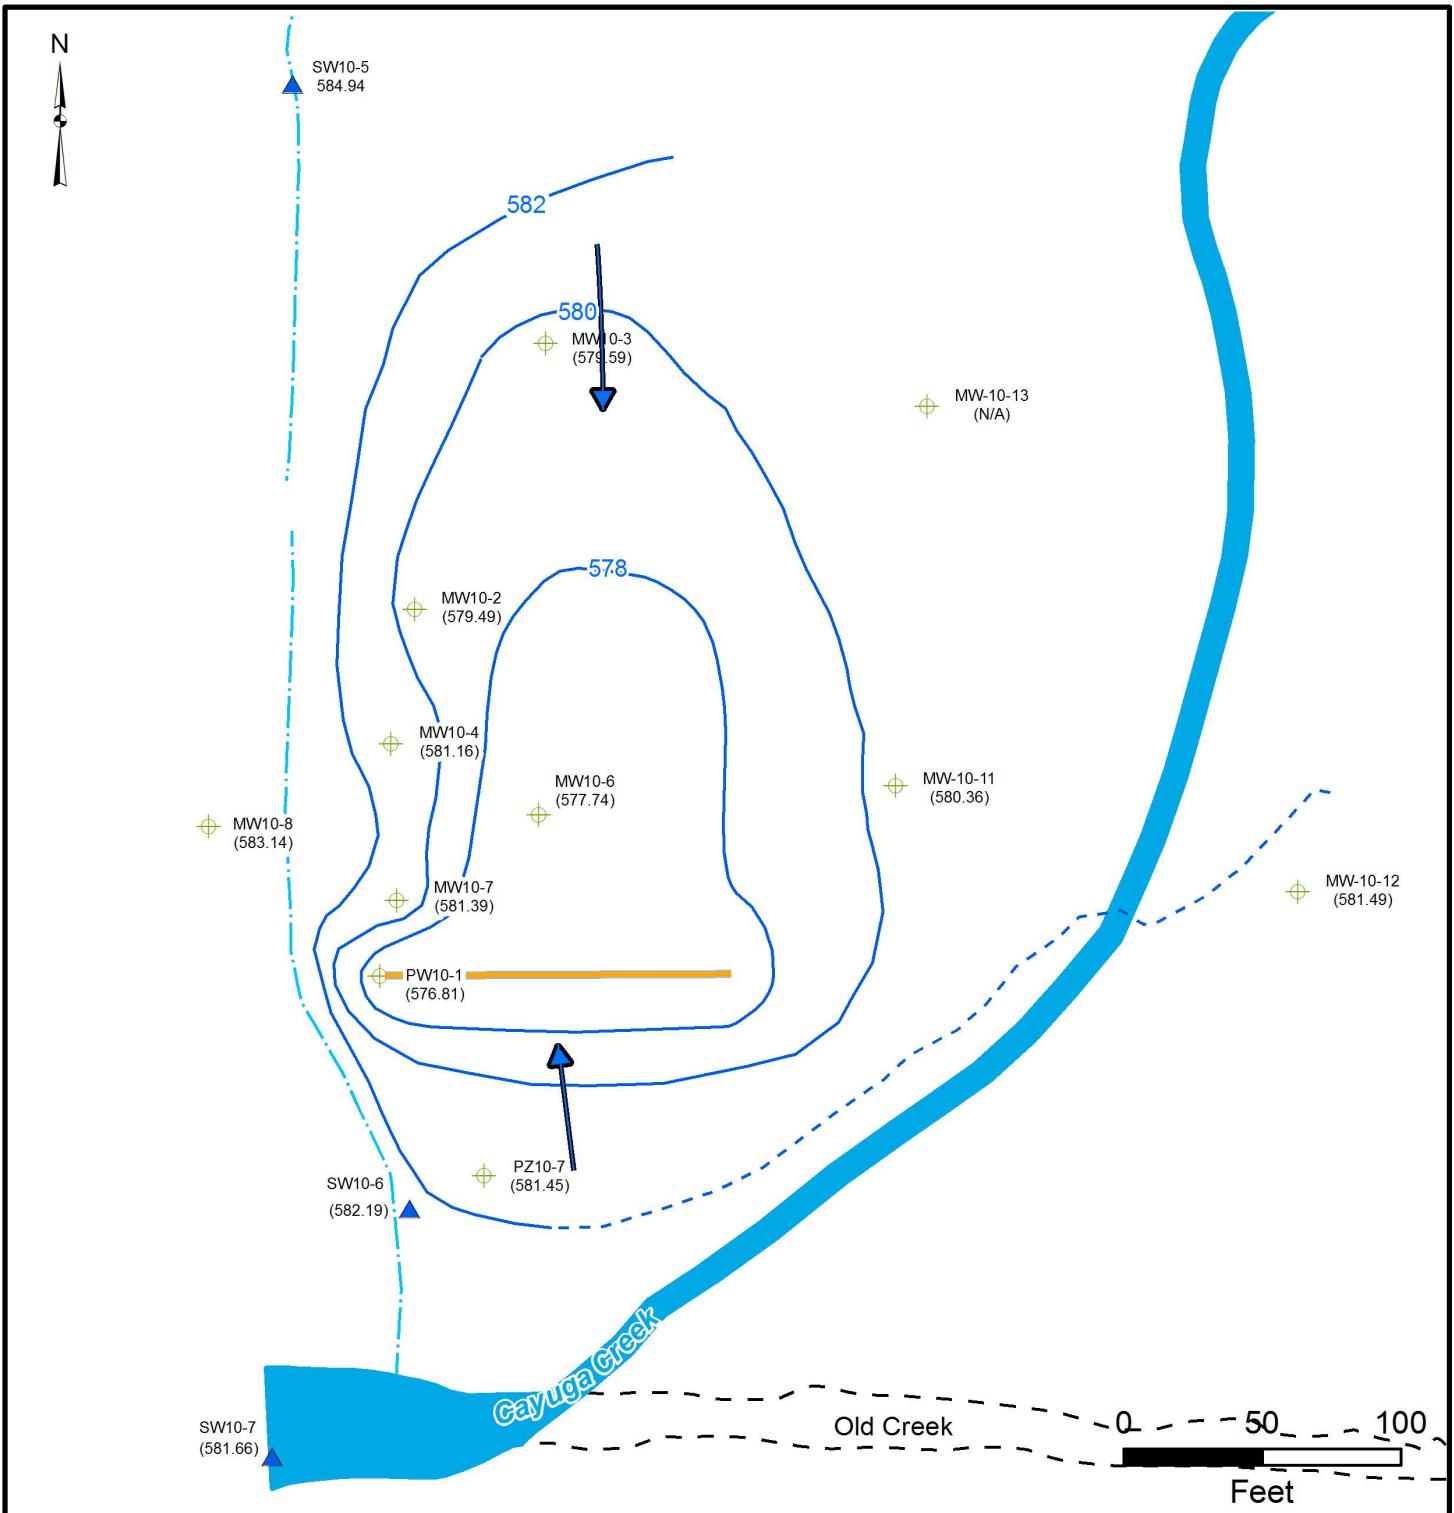 N
SW10-5
584.94
582
580
MW10-3
(579.59)
MW-10-13
(N/A)
578
MW10-2
(579.49)
MW10-4
(581.16)
MW10-6
(577.74)
MW-10-11
(580.36)
MW10-8
(583.14)
MW10-7
(581.39)
MW-10-12
(581.49)
PW10-1
(576.81)
PZ10-7
(581.45)
SW10-6
(582.19)
Cayuga Creek
SW10-7
(581.66)
Old Creek
0 50 100
Feet